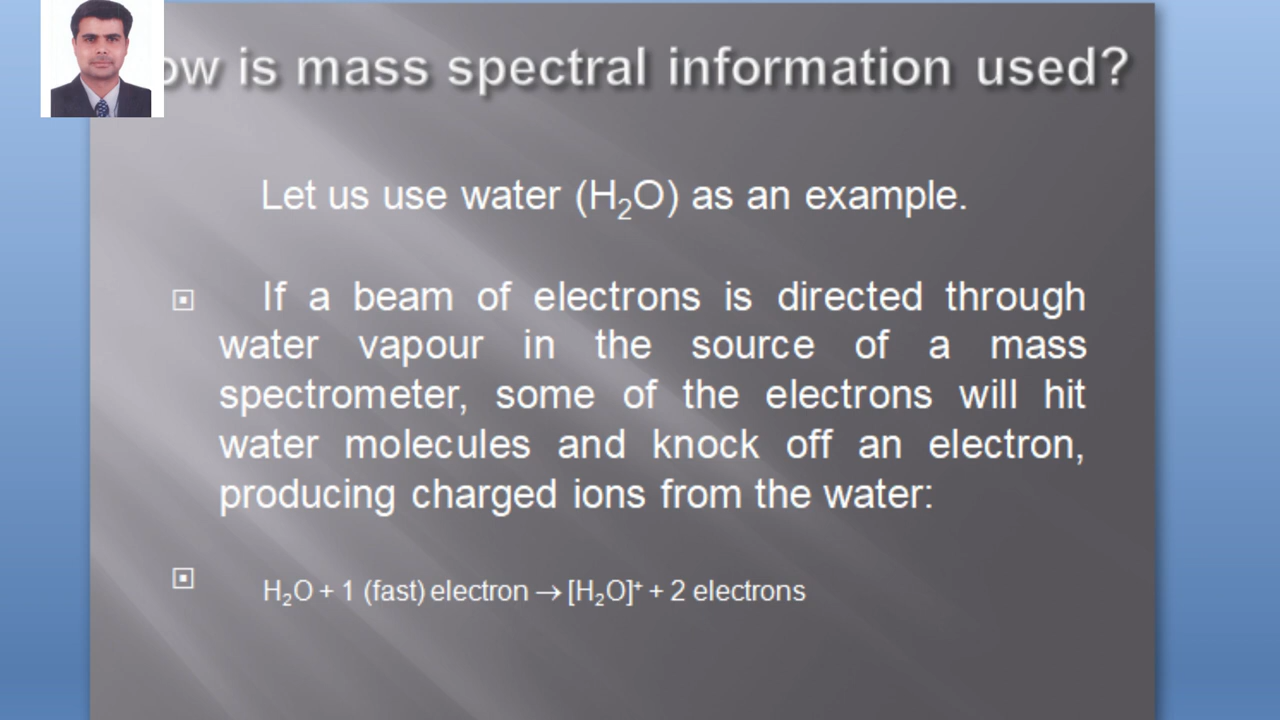 ow is mass spectral information used?
Let us use water (H₂O) as an example.
If a beam of electrons is directed through
water vapour in the source of a mass
spectrometer, some of the electrons will hit
water molecules and knock off an electron,
producing charged ions from the water:
H₂O + 1 (fast) electron → [H₂O]⁺ + 2 electrons